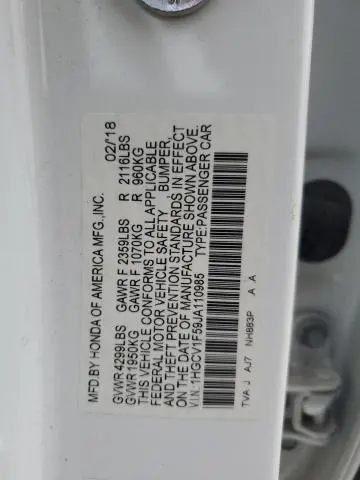 MFD.BY HONDA OF AMERICA MFG.,INC. 02/'18
GVWR 4299LBS GAWR F 2359LBS R 2116LBS
GVWR 1950KG GAWR F 1070KG R 960KG
THIS VEHICLE CONFORMS TO ALL APPLICABLE
FEDERAL MOTOR VEHICLE SAFETY BUMPER,
AND THEFT PREVENTION STANDARDS IN EFFECT
ON THE DATE OF MANUFACTURE SHOWN ABOVE.
V.I.N.:1HGCV1F59JA110985 TYPE:PASSENGER CAR
TVA J AJ7 NH883P A .A